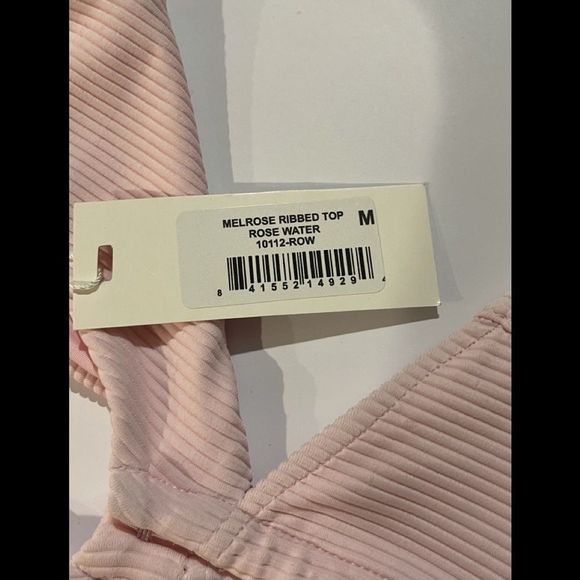 MELROSE RIBBED TOP M
ROSE WATER
10112-ROW
8 41552 14929 4